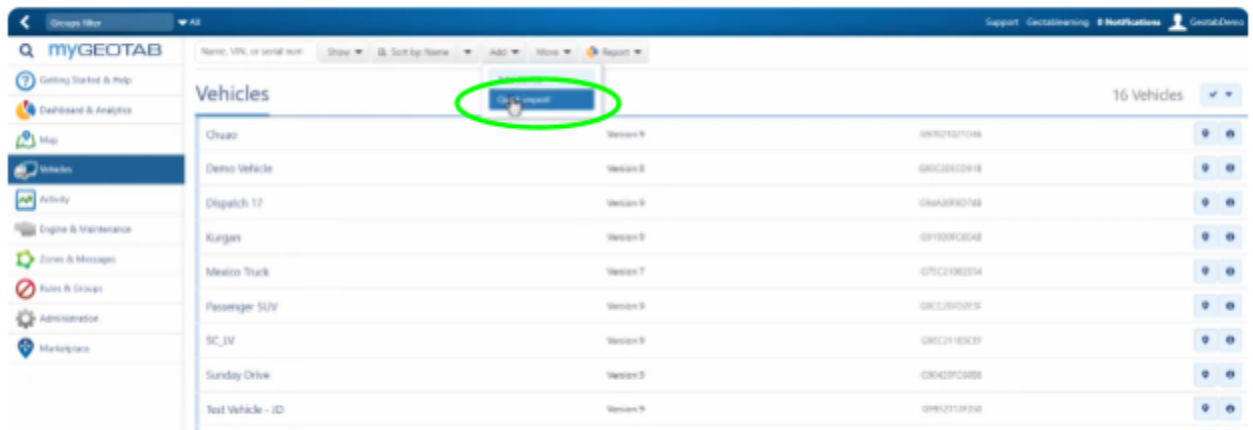 Groups filter All Support Geotablearning 0 Notifications GeotabDemo
myGEOTAB Name, VIN, or serial num Show Sort by: Name Add More Report
Getting Started & Help
Dashboard & Analytics
Map
Vehicles
Activity
Engine & Maintenance
Zones & Messages
Rules & Groups
Administration
Marketplace
Quick import
Vehicles 16 Vehicles
Chuao Version 9
Demo Vehicle Version 8
Dispatch 17 Version 9
Kurgan Version 9
Mexico Truck Version 7
Passenger SUV Version 9
SC_LV Version 9
Sunday Drive Version 9
Test Vehicle - JD Version 9